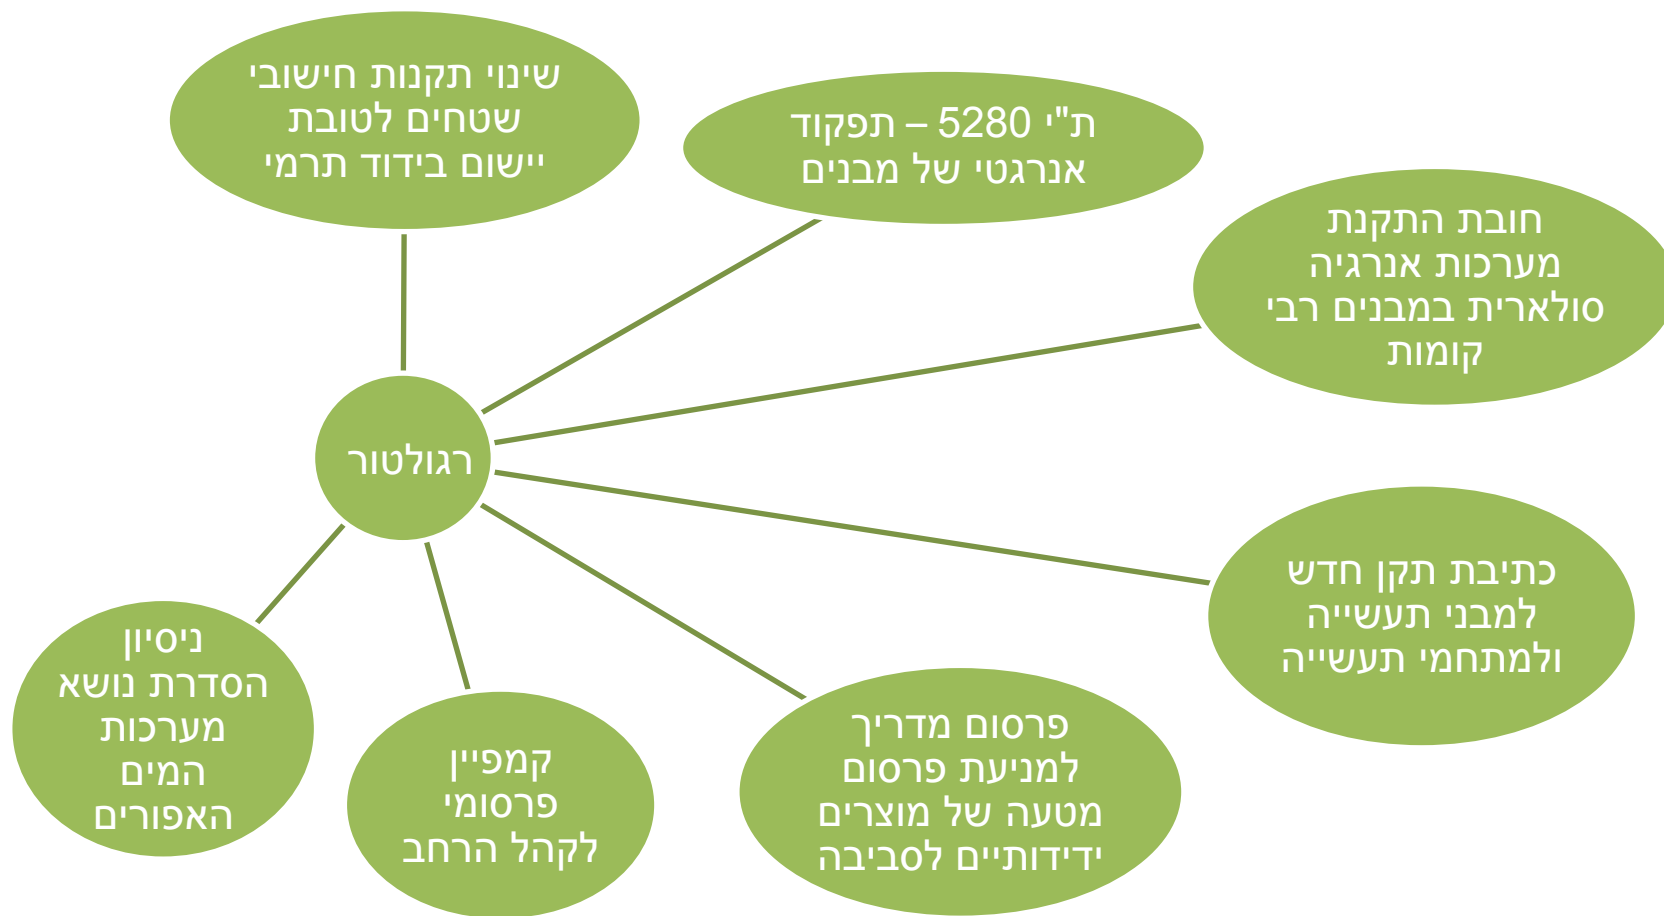 שינוי תקנות חישובי
שטחים לטובת
יישום בידוד תרמי
ת"י 5280 – תפקוד
אנרגטי של מבנים
חובת התקנת
מערכות אנרגיה
סולארית במבנים רבי
קומות
רגולטור
כתיבת תקן חדש
למבני תעשייה
ולמתחמי תעשייה
פרסום מדריך
למניעת פרסום
מטעה של מוצרים
ידידותיים לסביבה
קמפיין
פרסומי
לקהל הרחב
ניסיון
הסדרת נושא
מערכות
המים
האפורים